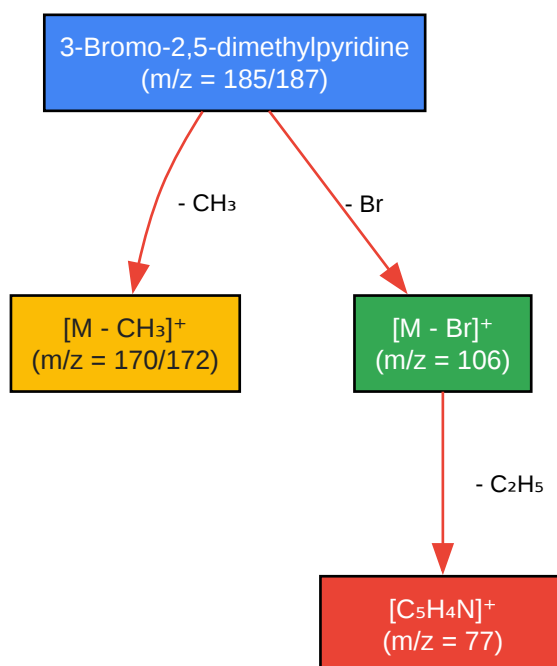 3-Bromo-2,5-dimethylpyridine
(m/z = 185/187)
- CH₃
- Br
[M - CH₃]⁺
(m/z = 170/172)
[M - Br]⁺
(m/z = 106)
- C₂H₅
[C₅H₄N]⁺
(m/z = 77)